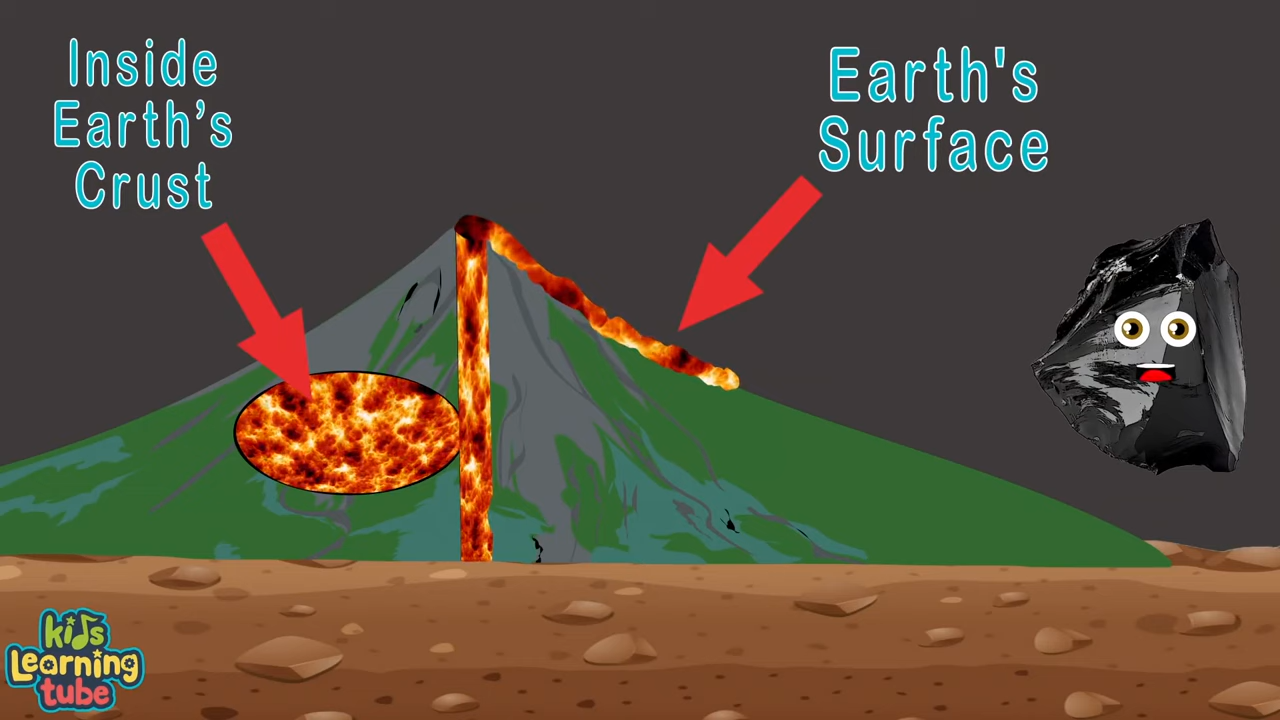 Inside
Earth’s
Crust
Earth's
Surface
kids
Learning
tube